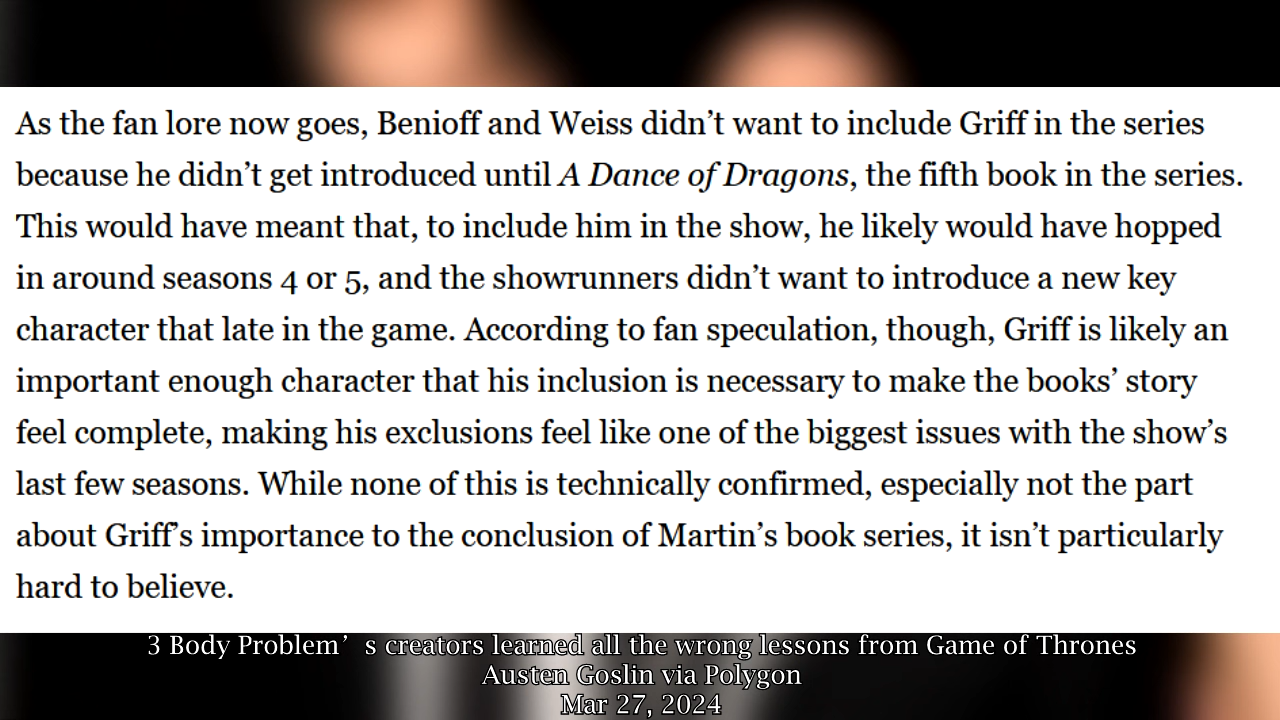 As the fan lore now goes, Benioff and Weiss didn’t want to include Griff in the series
because he didn’t get introduced until A Dance of Dragons, the fifth book in the series.
This would have meant that, to include him in the show, he likely would have hopped
in around seasons 4 or 5, and the showrunners didn’t want to introduce a new key
character that late in the game. According to fan speculation, though, Griff is likely an
important enough character that his inclusion is necessary to make the books’ story
feel complete, making his exclusions feel like one of the biggest issues with the show’s
last few seasons. While none of this is technically confirmed, especially not the part
about Griff’s importance to the conclusion of Martin’s book series, it isn’t particularly
hard to believe.
3 Body Problem’s creators learned all the wrong lessons from Game of Thrones
Austen Goslin via Polygon
Mar 27, 2024